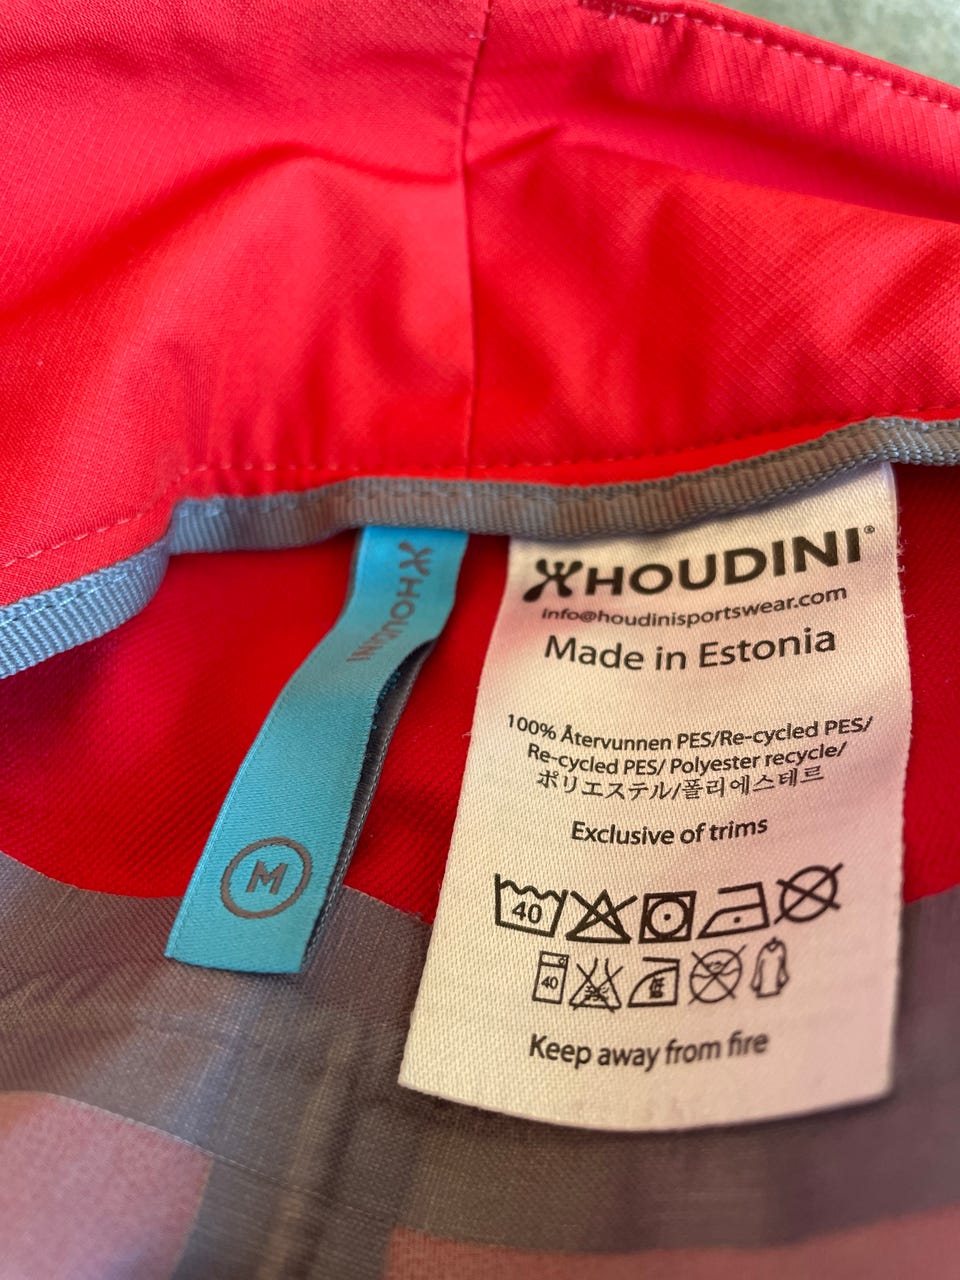 HOUDINI
M
HOUDINI®
info@houdinisportswear.com
Made in Estonia
100% Återvunnen PES/Re-cycled PES/
Re-cycled PES/ Polyester recycle/
ポリエステル/폴리에스테르
Exclusive of trims
40
40
Keep away from fire